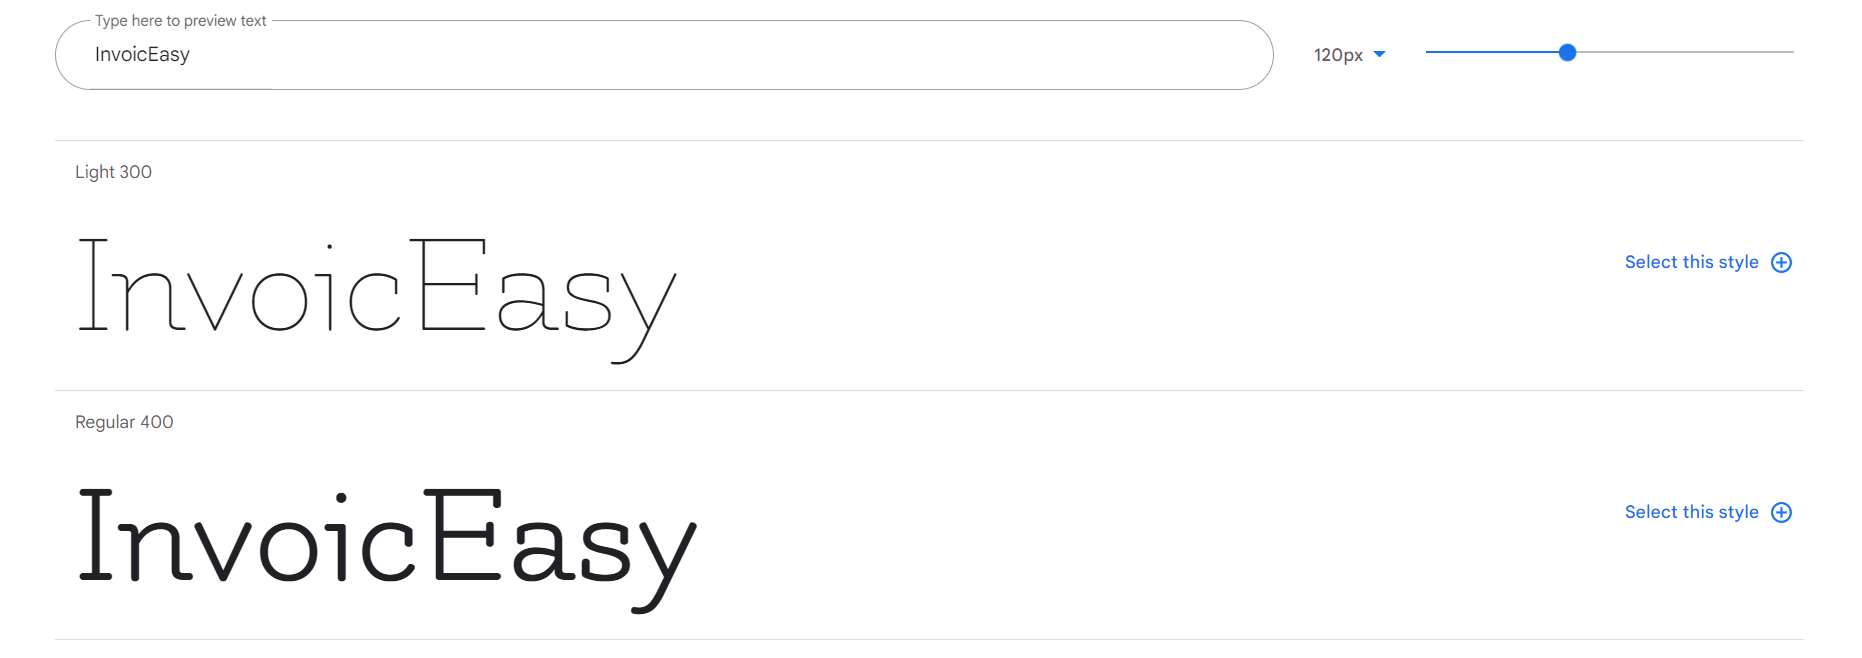 Type here to preview text
InvoicEasy
120px
Light 300
InvoicEasy
Select this style
Regular 400
InvoicEasy
Select this style